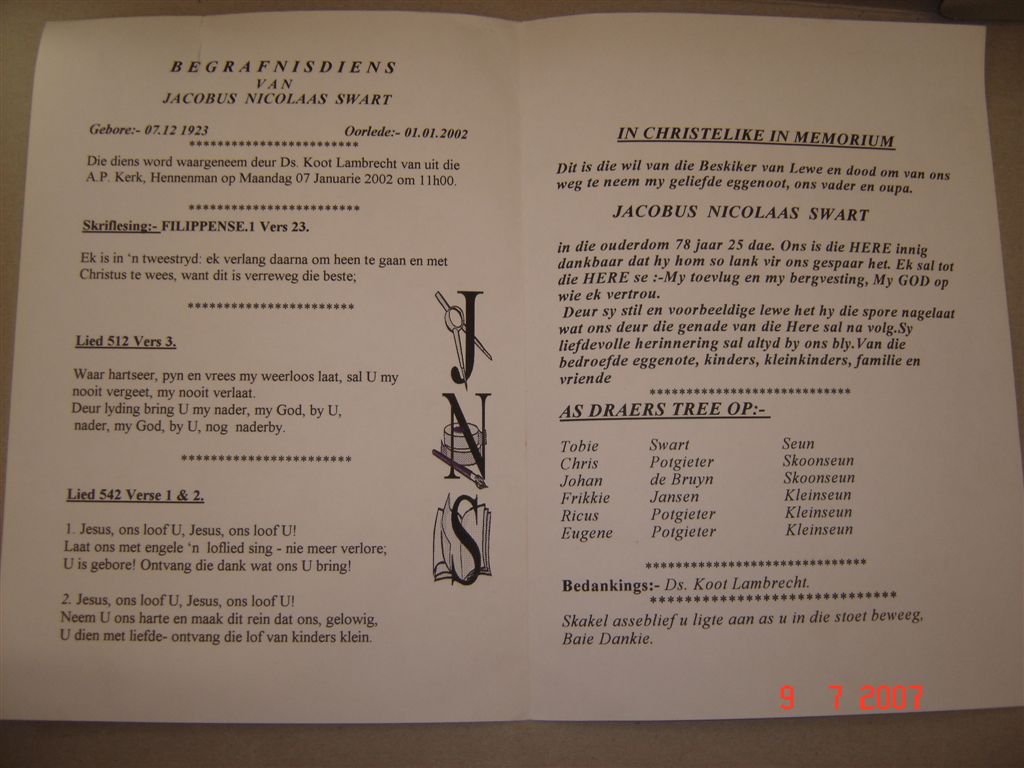 BEGRAFNISDIENS
VAN
JACOBUS NICOLAAS SWART
Gebore:- 07.12 1923 Oorlede:- 01.01.2002
************************
Die diens word waargeneem deur Ds. Koot Lambrecht van uit die
A.P. Kerk, Hennenman op Maandag 07 Januarie 2002 om 11h00.
************************
Skriflesing:- FILIPPENSE.1 Vers 23.
Ek is in 'n tweestryd: ek verlang daarna om heen te gaan en met
Christus te wees, want dit is verreweg die beste;
************************
Lied 512 Vers 3.
Waar hartseer, pyn en vrees my weerloos laat, sal U my
nooit vergeet, my nooit verlaat.
Deur lyding bring U my nader, my God, by U,
nader, my God, by U, nog naderby.
************************
Lied 542 Verse 1 & 2.
1. Jesus, ons loof U, Jesus, ons loof U!
Laat ons met engele 'n loflied sing - nie meer verlore;
U is gebore! Ontvang die dank wat ons U bring!
2. Jesus, ons loof U, Jesus, ons loof U!
Neem U ons harte en maak dit rein dat ons, gelowig,
U dien met liefde- ontvang die lof van kinders klein.
J
N
S
IN CHRISTELIKE IN MEMORIUM
Dit is die wil van die Beskiker van Lewe en dood om van ons
weg te neem my geliefde eggenoot, ons vader en oupa.
JACOBUS NICOLAAS SWART
in die ouderdom 78 jaar 25 dae. Ons is die HERE innig
dankbaar dat hy hom so lank vir ons gespaar het. Ek sal tot
die HERE se :-My toevlug en my bergvesting, My GOD op
wie ek vertrou.
Deur sy stil en voorbeeldige lewe het hy die spore nagelaat
wat ons deur die genade van die Here sal na volg.Sy
liefdevolle herinnering sal altyd by ons bly.Van die
bedroefde eggenote, kinders, kleinkinders, familie en
vriende
****************************
AS DRAERS TREE OP:-
Tobie Swart Seun
Chris Potgieter Skoonseun
Johan de Bruyn Skoonseun
Frikkie Jansen Kleinseun
Ricus Potgieter Kleinseun
Eugene Potgieter Kleinseun
******************************
Bedankings:- Ds. Koot Lambrecht.
******************************
Skakel asseblief u ligte aan as u in die stoet beweeg,
Baie Dankie.
9 7 2007